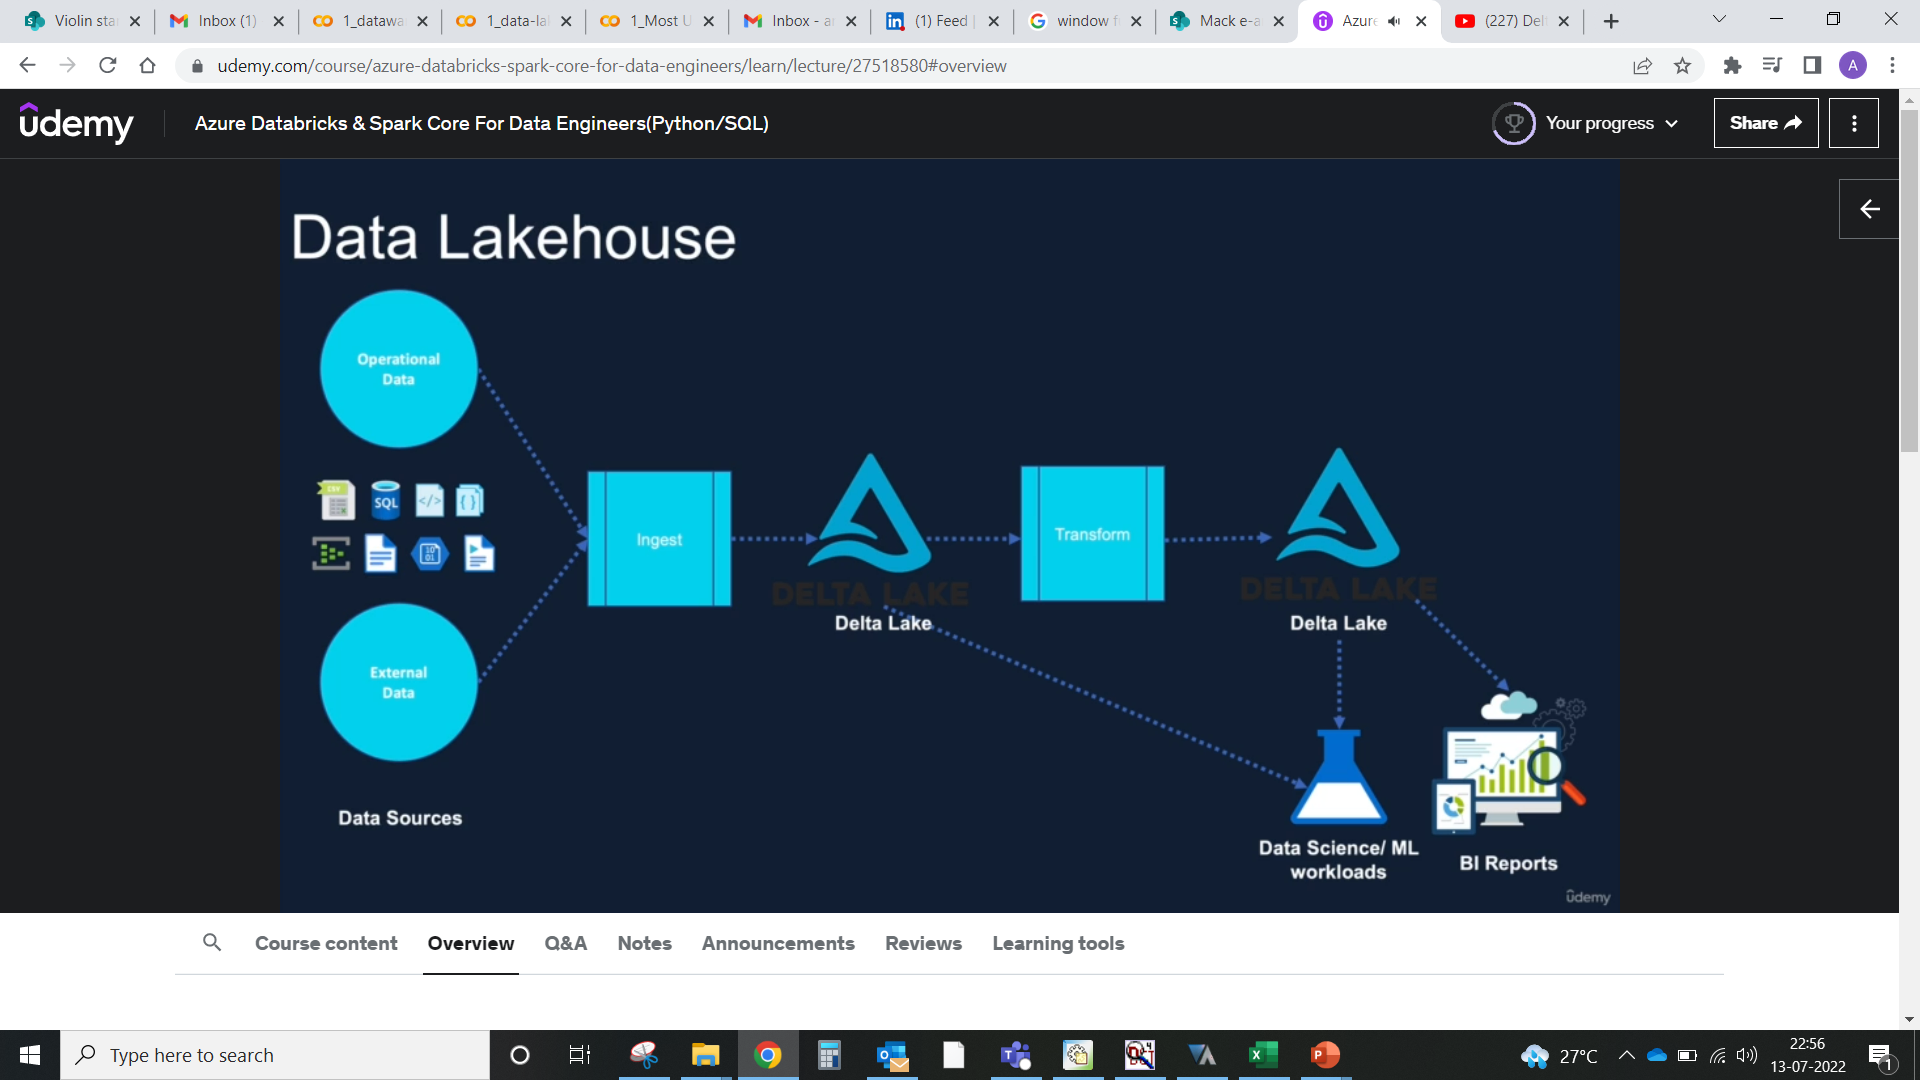 Violin sta
Inbox (1)
1_datawa
1_data-la
1_Most U
Inbox - a
(1) Feed
window f
Mack e-a
Azure
(227) Del
udemy.com/course/azure-databricks-spark-core-for-data-engineers/learn/lecture/27518580#overview
A
udemy
Azure Databricks & Spark Core For Data Engineers(Python/SQL)
Your progress
Share
Data Lakehouse
Operational
Data
CSV
SQL
</>
{ }
10
01
Ingest
Transform
DELTA LAKE
DELTA LAKE
Delta Lake
Delta Lake
External
Data
Data Sources
Data Science/ ML
workloads
BI Reports
udemy
Course content
Overview
Q&A
Notes
Announcements
Reviews
Learning tools
Type here to search
27°C
22:56
13-07-2022
1